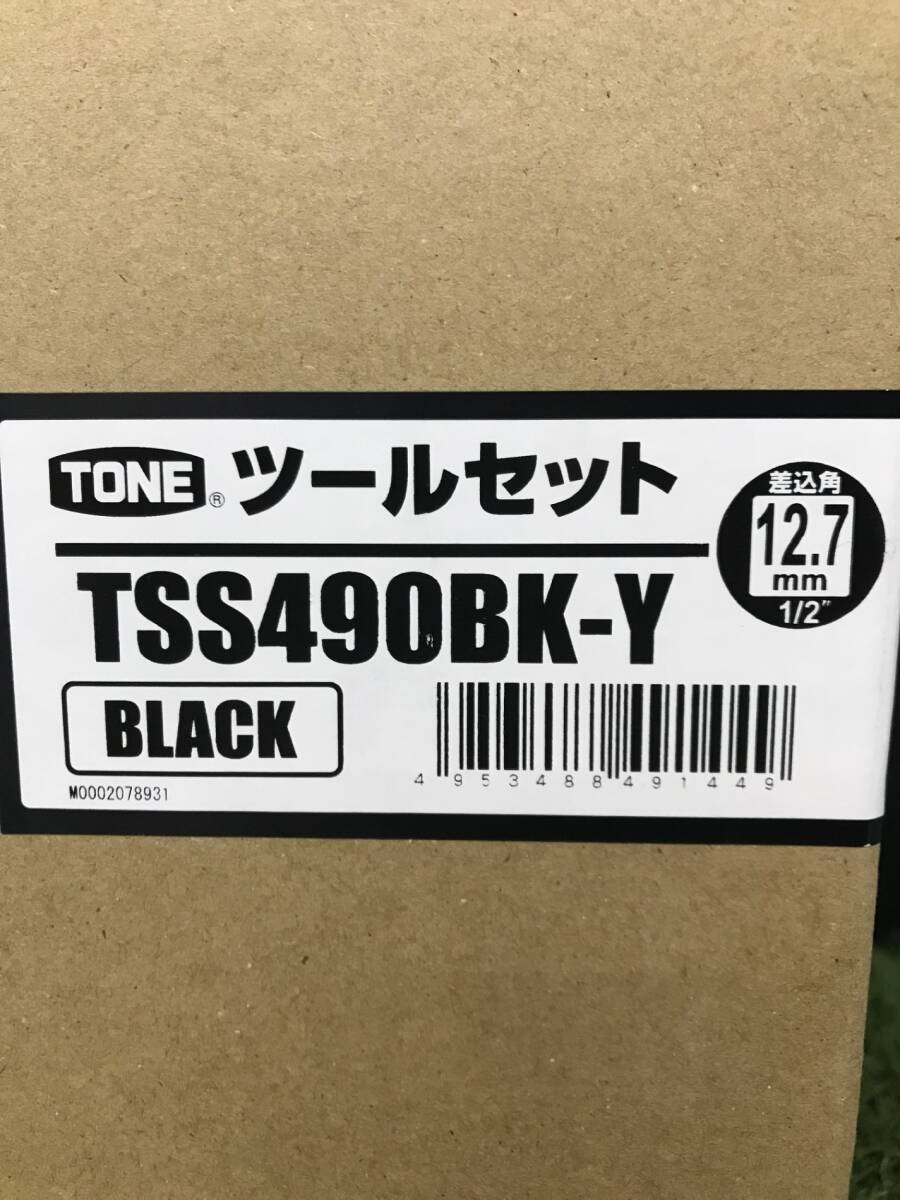 TONE® ツールセット
差込角
12.7
mm
1/2"
TSS490BK-Y
BLACK
4 953488 491449
M0002078931